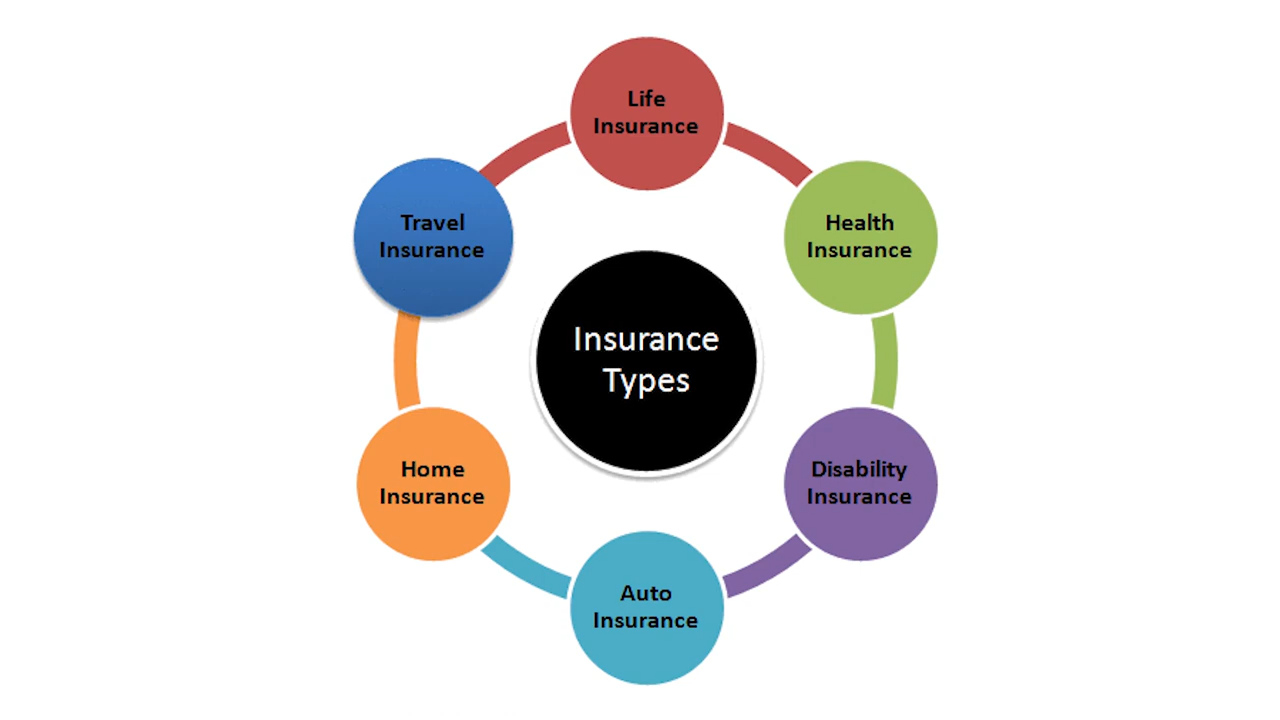 Life
Insurance
Travel
Insurance
Health
Insurance
Insurance
Types
Home
Insurance
Disability
Insurance
Auto
Insurance